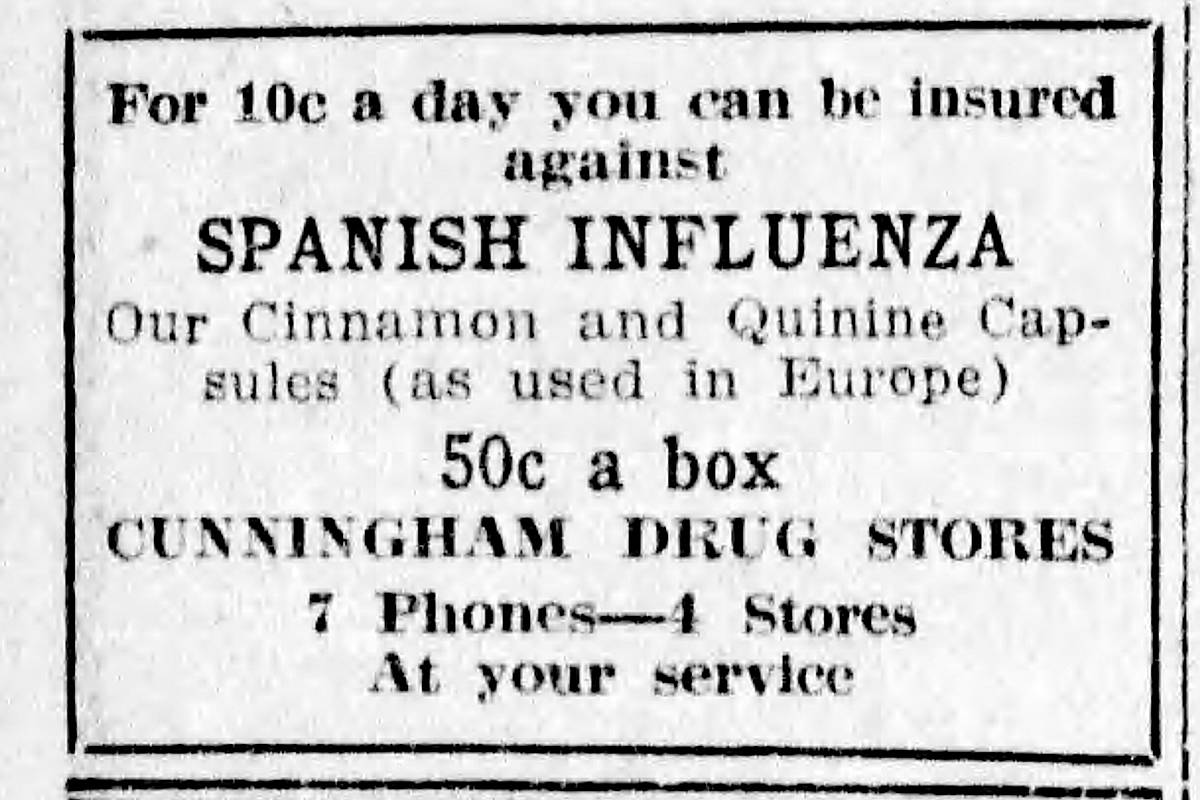 For 10c a day you can be insured
against
SPANISH INFLUENZA
Our Cinnamon and Quinine Cap-
sules (as used in Europe)
50c a box
CUNNINGHAM DRUG STORES
7 Phones—4 Stores
At your service